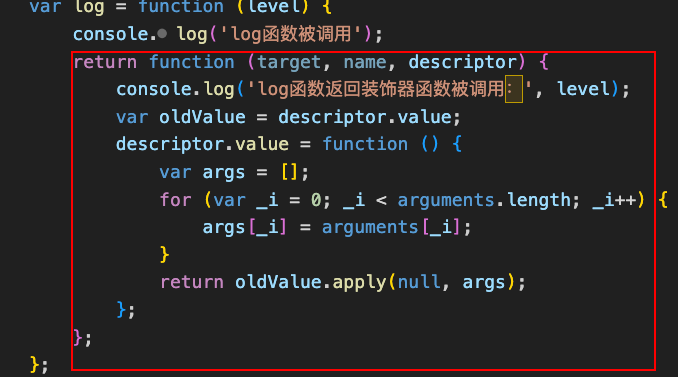 var log = function (level) {
console. log('log函数被调用');
return function (target, name, descriptor) {
console.log('log函数返回装饰器函数被调用：', level);
var oldValue = descriptor.value;
descriptor.value = function () {
var args = [];
for (var _i = 0; _i < arguments.length; _i++) {
args[_i] = arguments[_i];
}
return oldValue.apply(null, args);
};
};
};